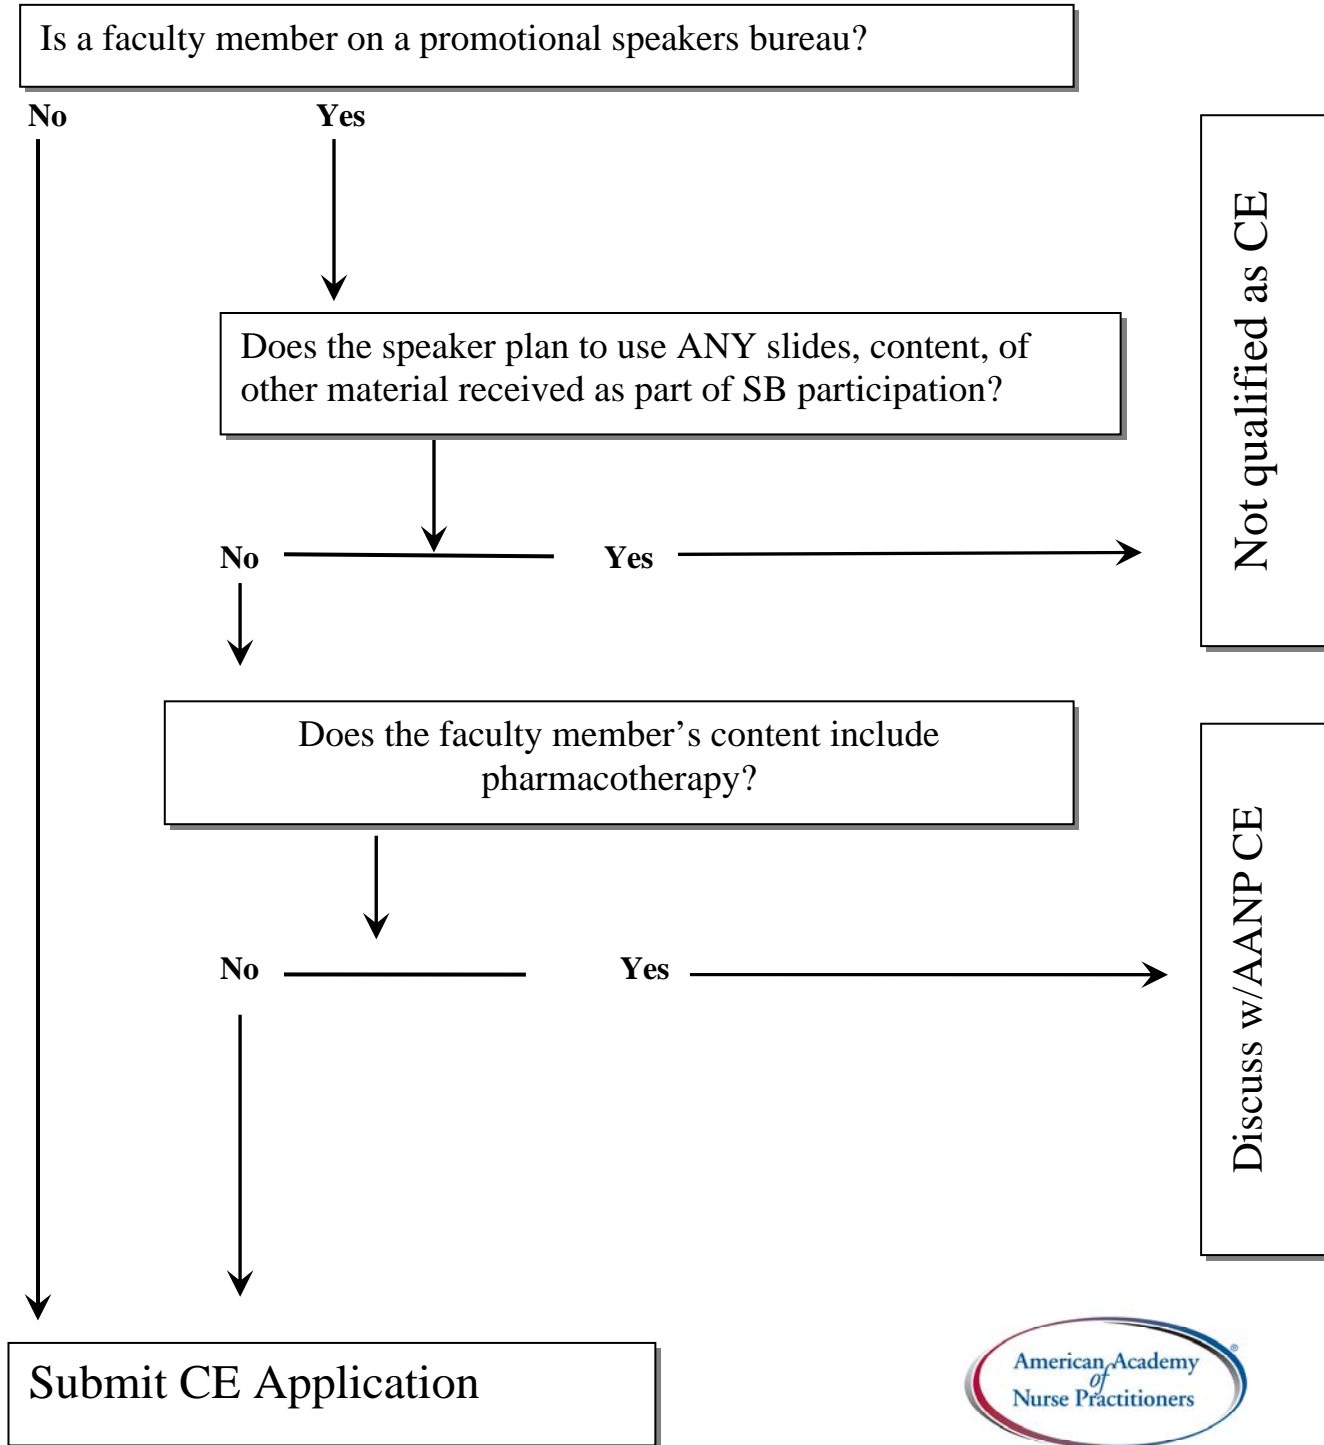 Is a faculty member on a promotional speakers bureau?
No
Yes
Not qualified as CE
Does the speaker plan to use ANY slides, content, of
other material received as part of SB participation?
No
Yes
Does the faculty member’s content include
pharmacotherapy?
No
Yes
Discuss w/AANP CE
Submit CE Application
American Academy
of
Nurse Practitioners
®